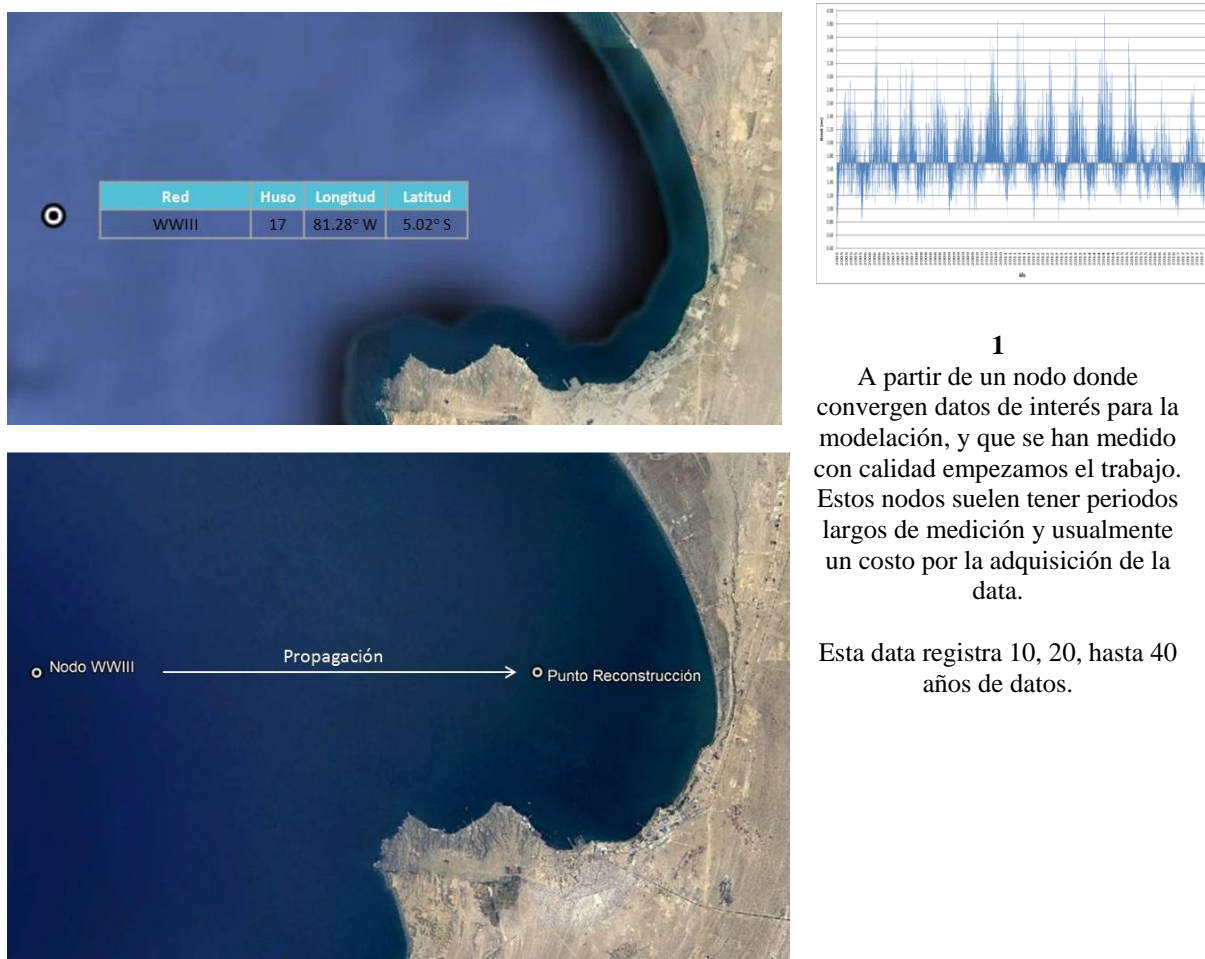 Red Huso Longitud Latitud
WWIII 17 81.28° W 5.02° S
Nodo WWIII
Propagación
Punto Reconstrucción
1
A partir de un nodo donde
convergen datos de interés para la
modelación, y que se han medido
con calidad empezamos el trabajo.
Estos nodos suelen tener periodos
largos de medición y usualmente
un costo por la adquisición de la
data.
Esta data registra 10, 20, hasta 40
años de datos.